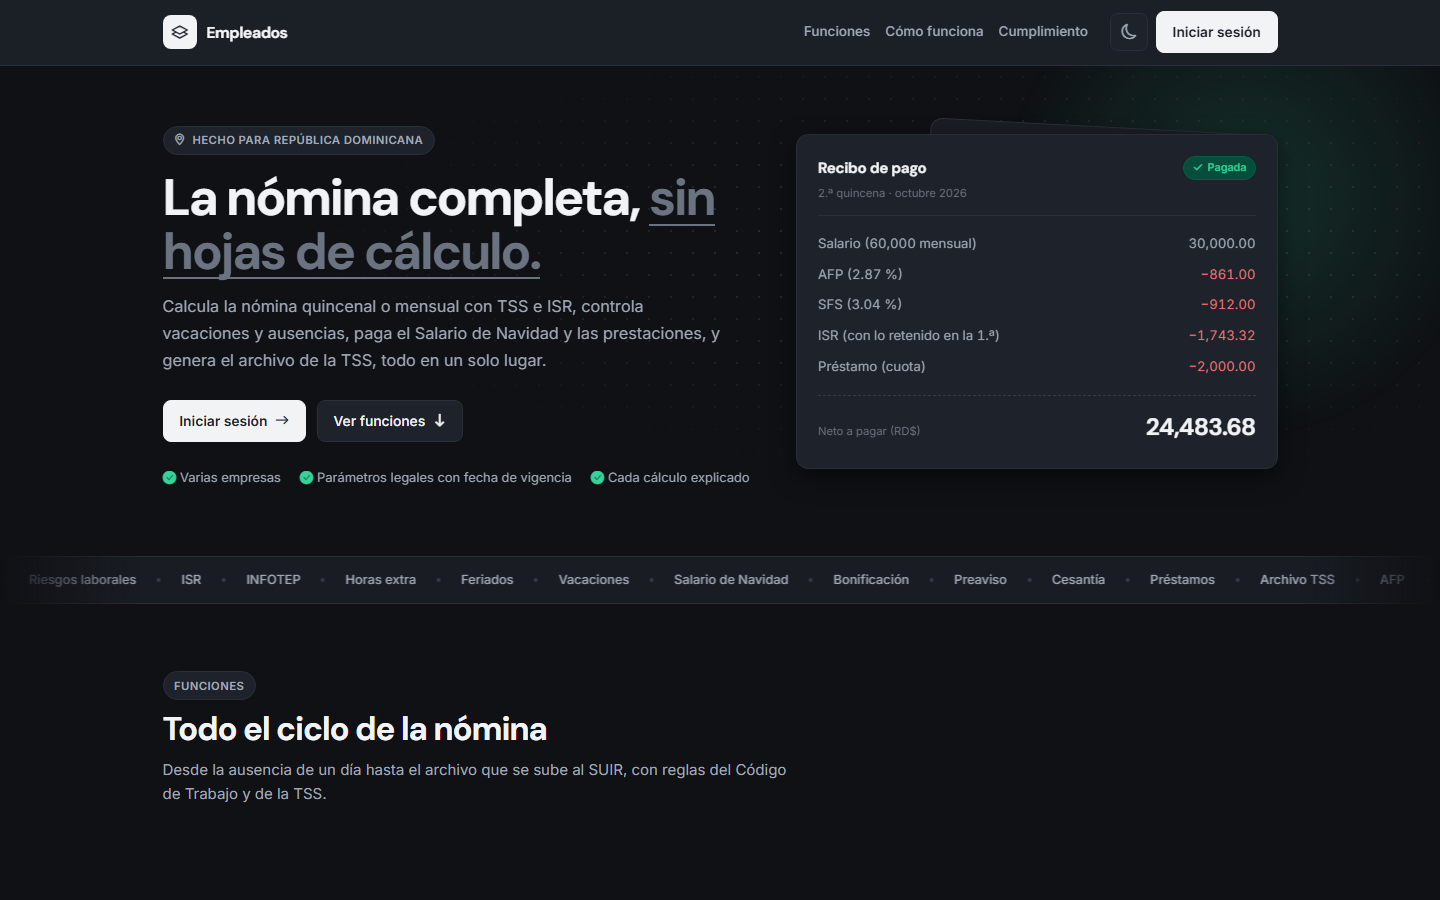 Empleados
Funciones
Cómo funciona
Cumplimiento
Iniciar sesión
HECHO PARA REPÚBLICA DOMINICANA
La nómina completa, sin
hojas de cálculo.
Calcula la nómina quincenal o mensual con TSS e ISR, controla
vacaciones y ausencias, paga el Salario de Navidad y las prestaciones, y
genera el archivo de la TSS, todo en un solo lugar.
Iniciar sesión →
Ver funciones ↓
Varias empresas
Parámetros legales con fecha de vigencia
Cada cálculo explicado
Recibo de pago
Pagada
2.ª quincena · octubre 2026
Salario (60,000 mensual) 30,000.00
AFP (2.87 %) −861.00
SFS (3.04 %) −912.00
ISR (con lo retenido en la 1.ª) −1,743.32
Préstamo (cuota) −2,000.00
Neto a pagar (RD$) 24,483.68
Riesgos laborales • ISR • INFOTEP • Horas extra • Feriados • Vacaciones • Salario de Navidad • Bonificación • Preaviso • Cesantía • Préstamos • Archivo TSS • AFP
FUNCIONES
Todo el ciclo de la nómina
Desde la ausencia de un día hasta el archivo que se sube al SUIR, con reglas del Código
de Trabajo y de la TSS.